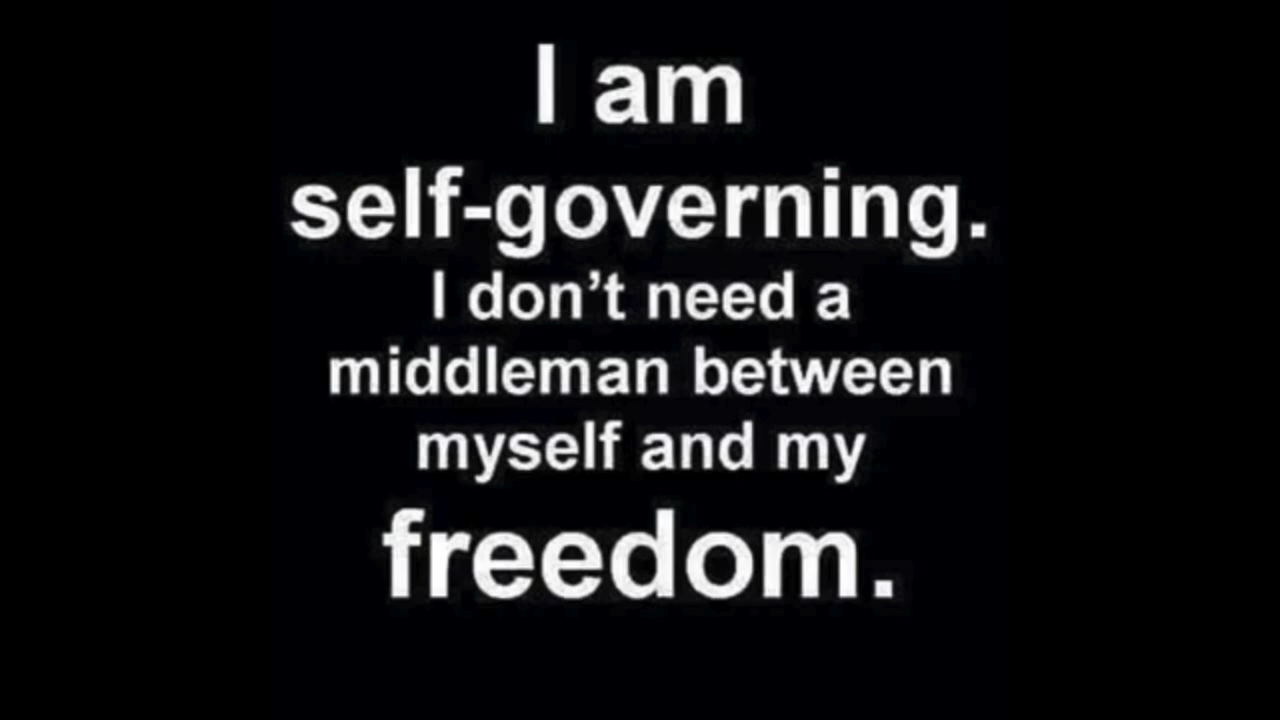 I am
self-governing.
I don’t need a
middleman between
myself and my
freedom.